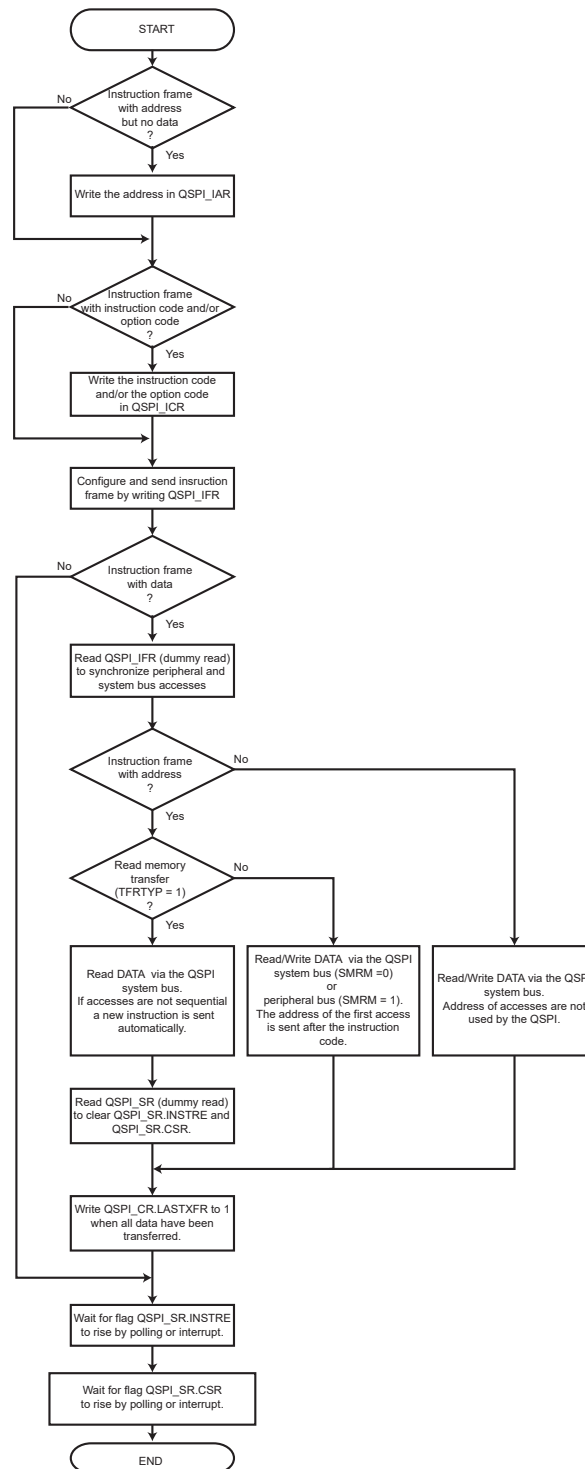 START
Instruction frame
with address
but no data
?
No
Yes
Write the address in QSPI_IAR
Instruction frame
with instruction code and/or
option code
?
No
Yes
Write the instruction code
and/or the option code
in QSPI_ICR
Configure and send insruction
frame by writing QSPI_IFR
Instruction frame
with data
?
No
Yes
Read QSPI_IFR (dummy read)
to synchronize peripheral and
system bus accesses
Instruction frame
with address
?
No
Yes
Read memory
transfer
(TFRTYP = 1)
?
No
Yes
Read DATA via the QSPI
system bus.
If accesses are not sequential
a new instruction is sent
automatically.
Read/Write DATA via the QSPI
system bus (SMRM =0)
or
peripheral bus (SMRM = 1).
The address of the first access
is sent after the instruction
code.
Read/Write DATA via the QSPI
system bus.
Address of accesses are not
used by the QSPI.
Read QSPI_SR (dummy read)
to clear QSPI_SR.INSTRE and
QSPI_SR.CSR.
Write QSPI_CR.LASTXFR to 1
when all data have been
transferred.
Wait for flag QSPI_SR.INSTRE
to rise by polling or interrupt.
Wait for flag QSPI_SR.CSR
to rise by polling or interrupt.
END